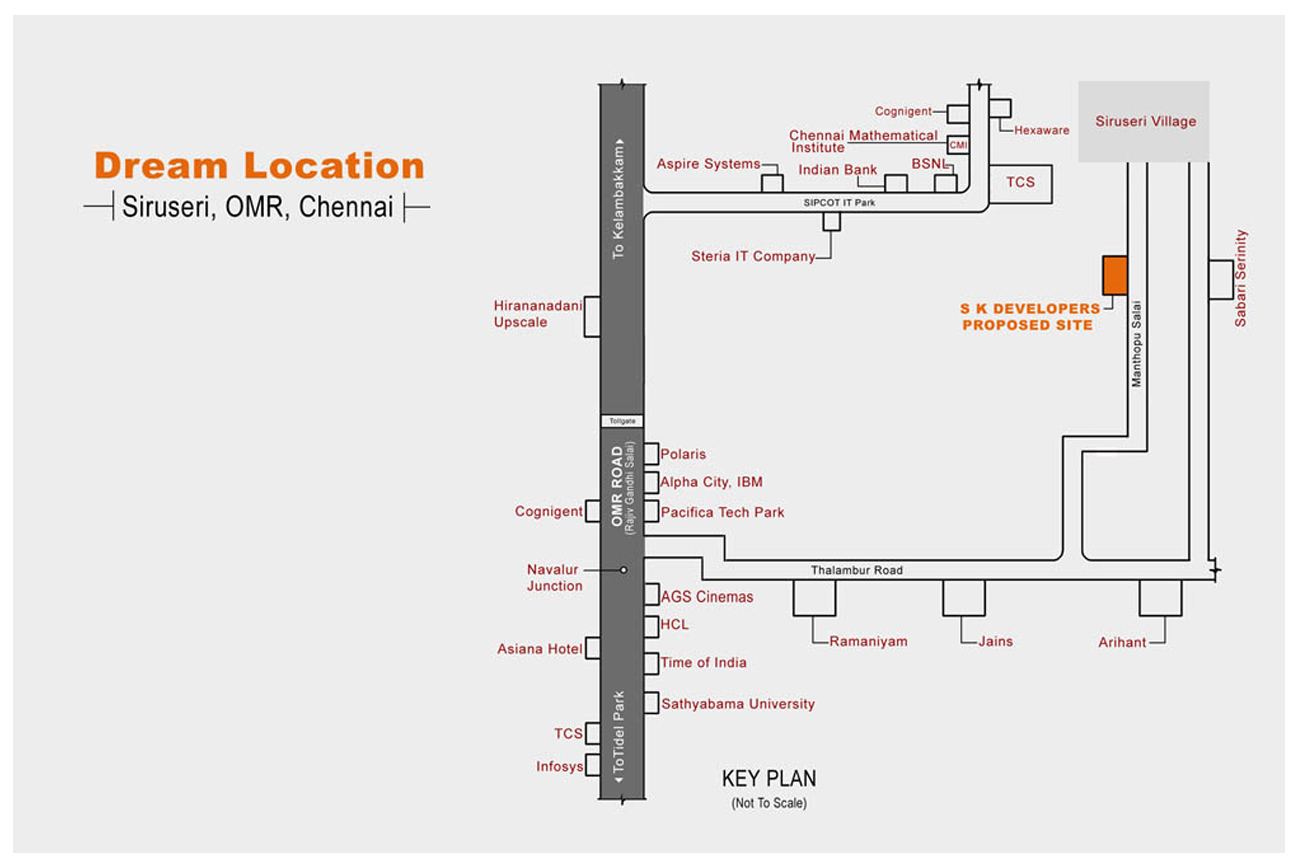 Dream Location
Siruseri, OMR, Chennai
To Kelambakkam
Cognigent
Hexaware
Chennai Mathematical
Institute
CMI
Siruseri Village
Aspire Systems
Indian Bank
BSNL
TCS
SIPCOT IT Park
Steria IT Company
Sabari Serinity
Hirananadani
Upscale
S K DEVELOPERS
PROPOSED SITE
Manthopu Salai
Tollgate
OMR ROAD
(Rajiv Gandhi Salai)
Polaris
Alpha City, IBM
Cognigent
Pacifica Tech Park
Navalur
Junction
Thalambur Road
AGS Cinemas
HCL
Asiana Hotel
Time of India
Ramaniyam
Jains
Arihant
Sathyabama University
ToTidel Park
TCS
Infosys
KEY PLAN
(Not To Scale)